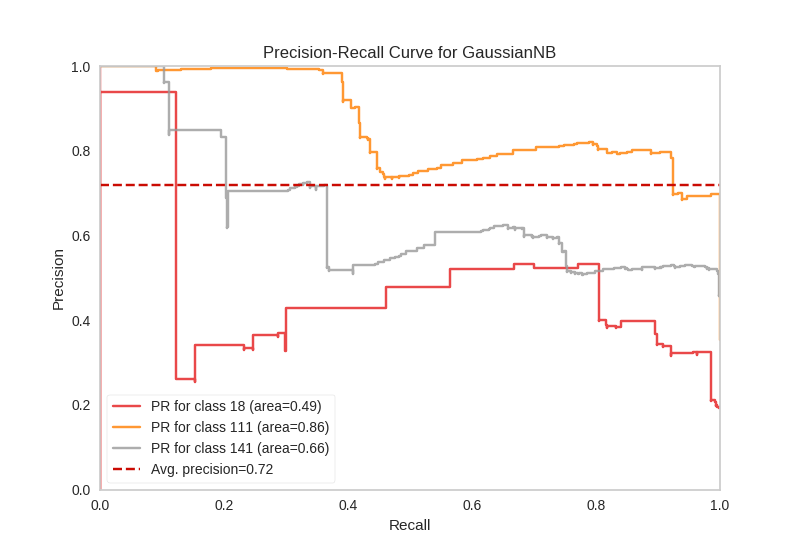 Precision-Recall Curve for GaussianNB
1.0
0.8
0.6
0.4
0.2
0.0
Precision
PR for class 18 (area=0.49)
PR for class 111 (area=0.86)
PR for class 141 (area=0.66)
Avg. precision=0.72
0.0 0.2 0.4 0.6 0.8 1.0
Recall